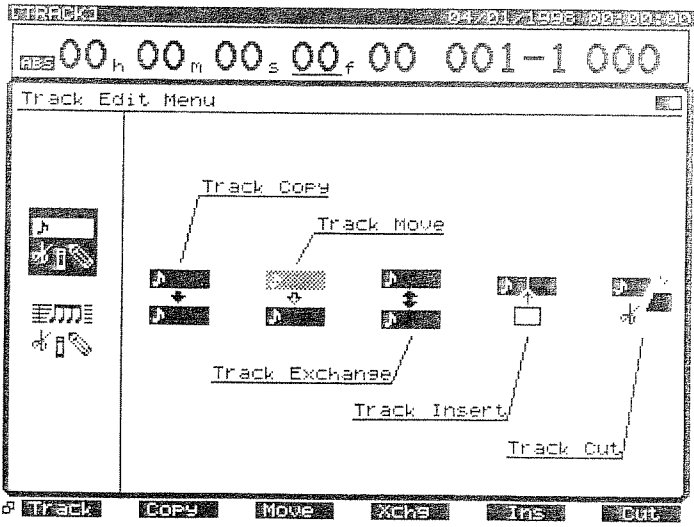 [TRACK] 04/01/1998 00:00:00
ABS 00h 00m 00s 00f 00 001-1 000
Track Edit Menu
Track Copy
Track Move
Track Exchange
Track Insert
Track Cut
Track Copy Move Xchg Ins Cut